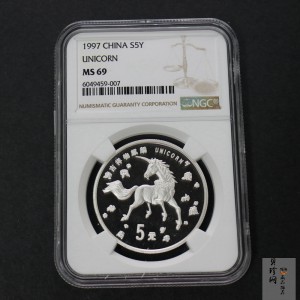 1997 CHINA S5Y
UNICORN
MS 69
6049459-007
NUMISMATIC GUARANTY CORPORATION
NGC
UNICORN
5元